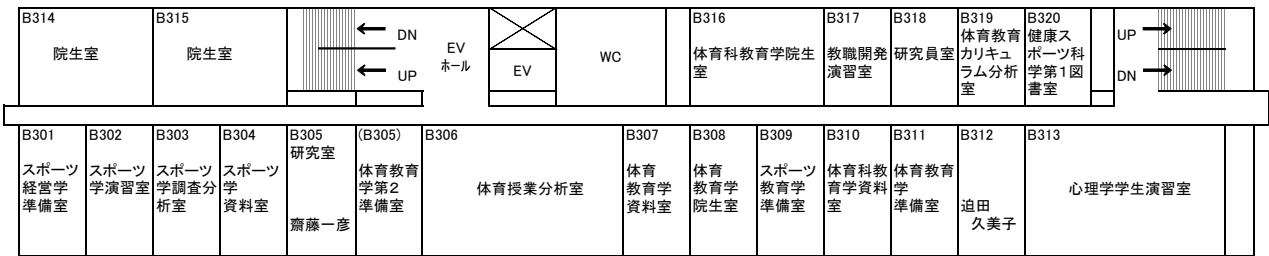 B314
院生室
B315
院生室
DN
UP
EV
ホール
EV
WC
B316
体育科教育学院生
室
B317
教職開発
演習室
B318
研究員室
B319
体育教育
カリキュ
ラム分析
室
B320
健康ス
ポーツ科
学第1図
書室
UP
DN
B301
スポーツ
経営学
準備室
B302
スポーツ
学演習室
B303
スポーツ
学調査分
析室
B304
スポーツ
学
資料室
B305
研究室
齋藤一彦
(B305)
体育教育
学第2
準備室
B306
体育授業分析室
B307
体育
教育学
資料室
B308
体育
教育学
院生室
B309
スポーツ
教育学
準備室
B310
体育科教
育学資料
室
B311
体育教育
学
準備室
B312
迫田
久美子
B313
心理学学生演習室